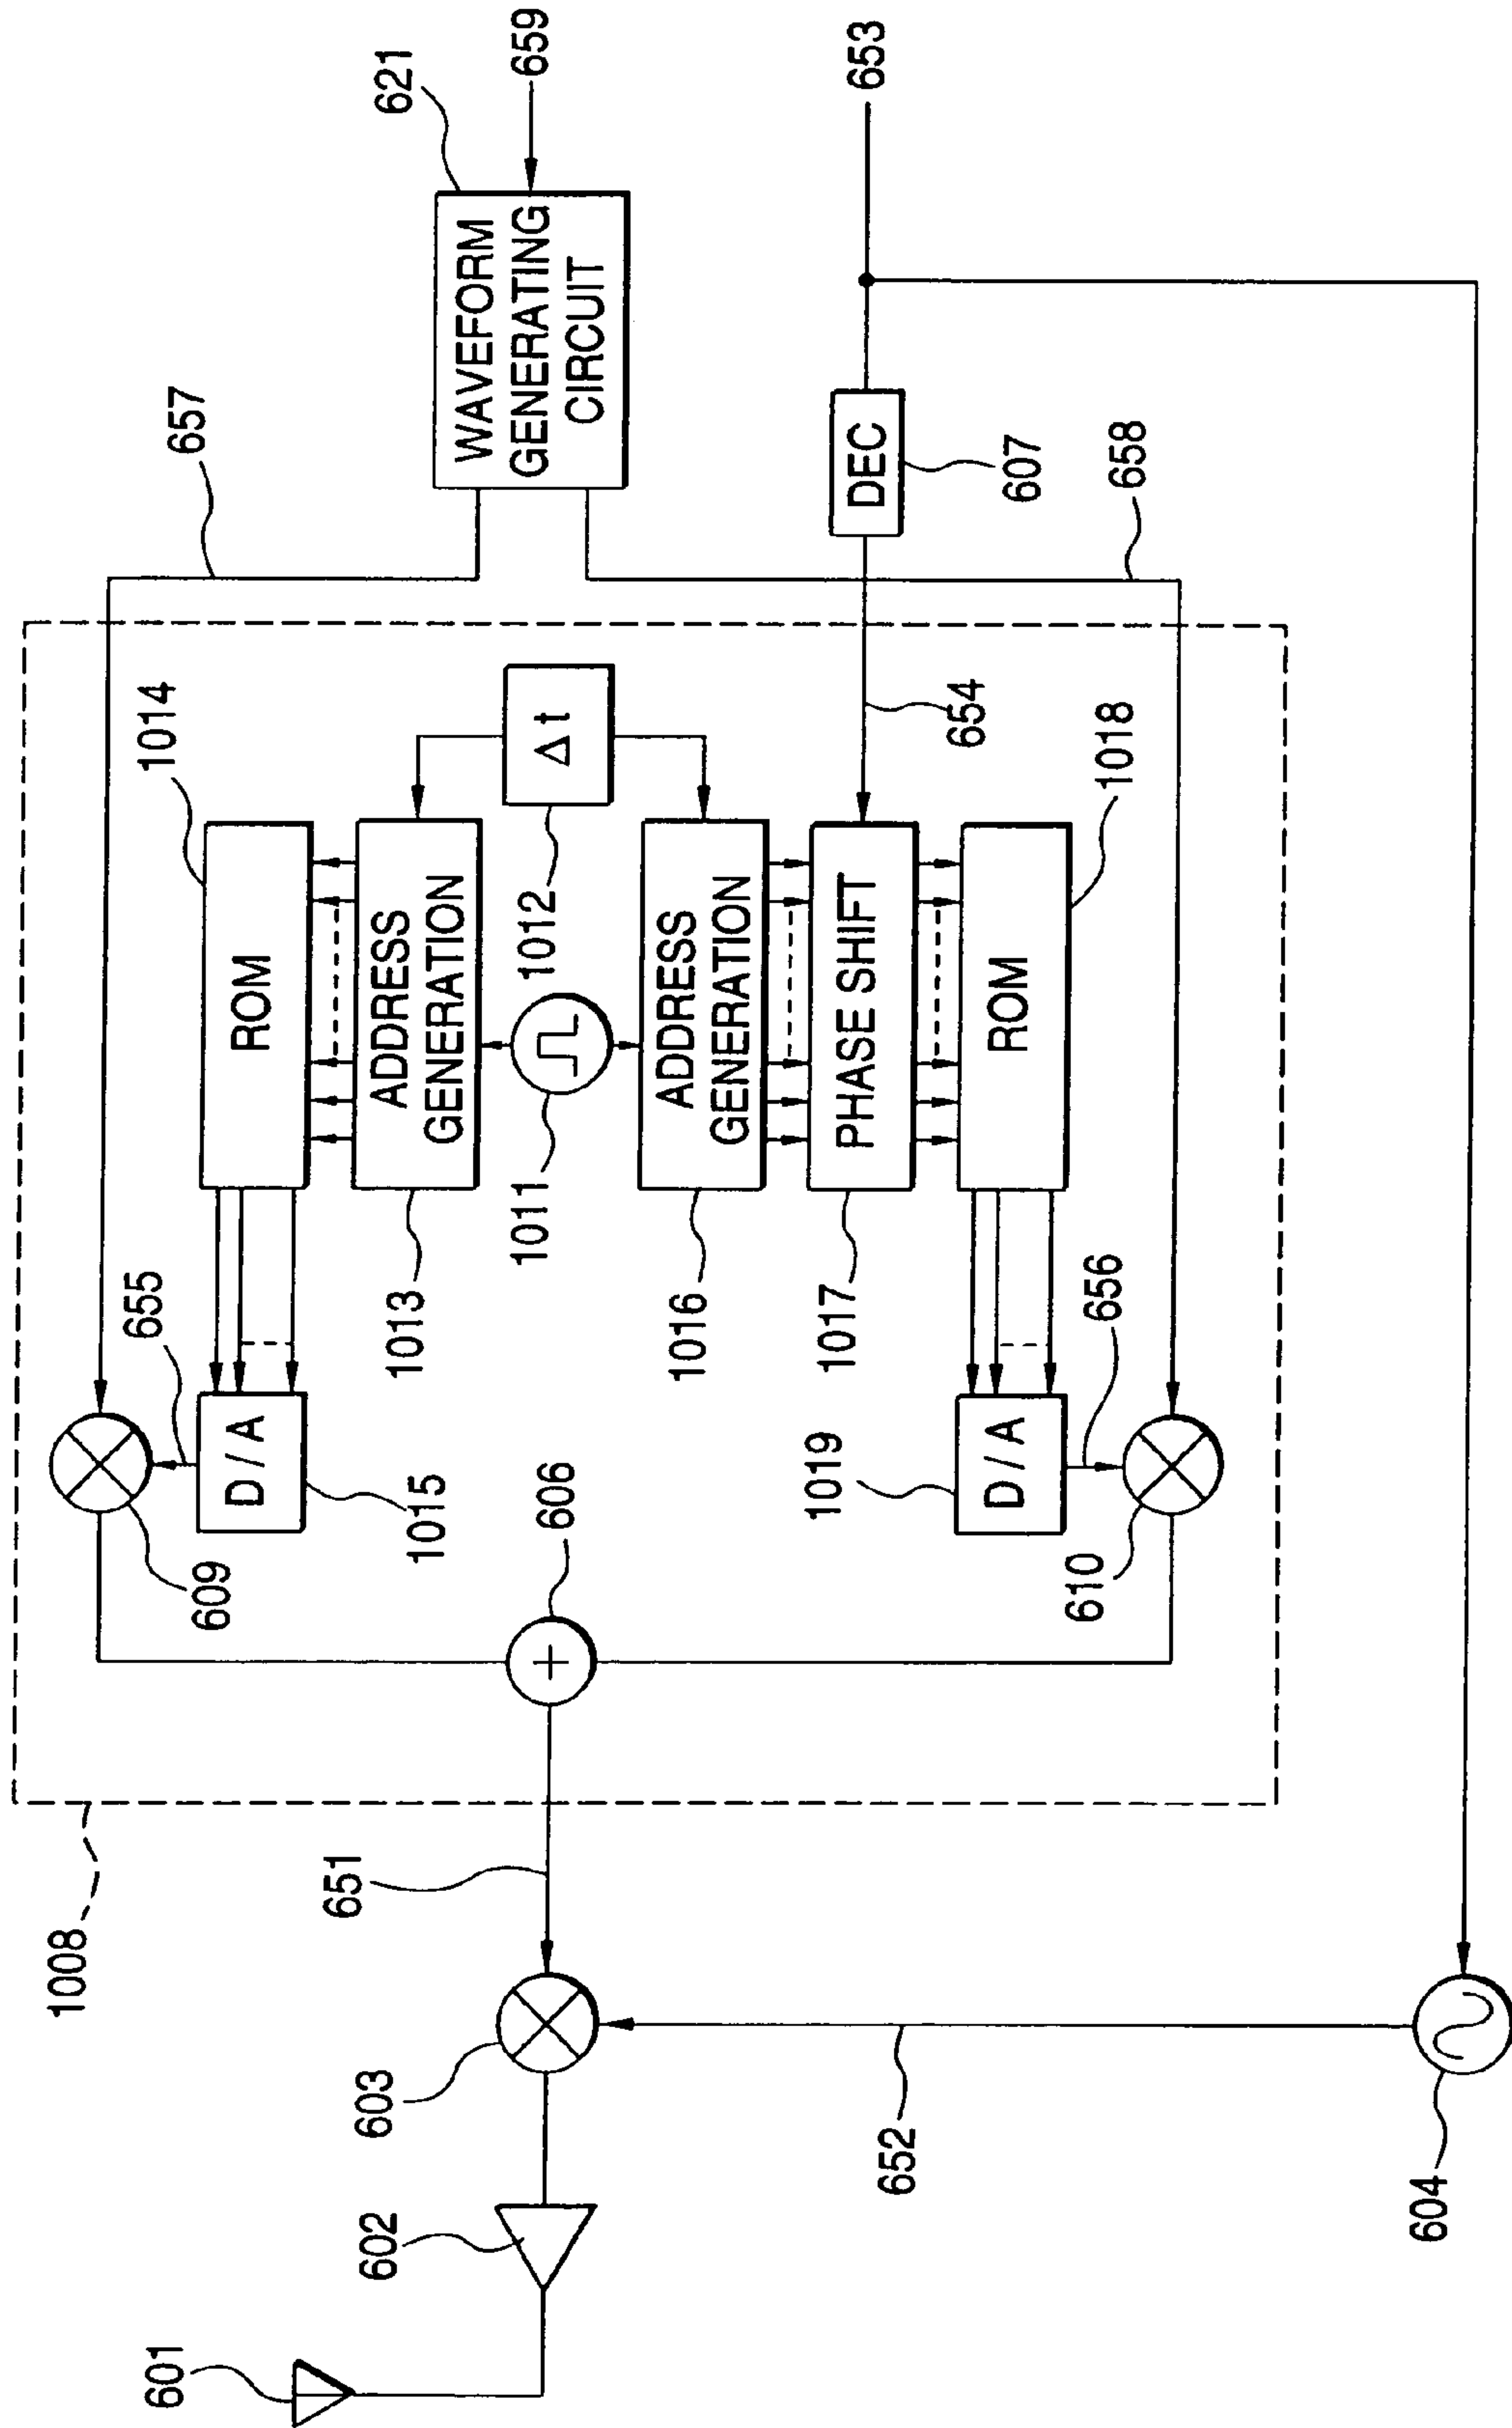 601
602
603
604
652
651
1008
606
609
610
655
656
D / A
1015
D / A
1019
ROM
1014
ADDRESS
GENERATION
1013
1011
1012
Δ t
ADDRESS
GENERATION
1016
PHASE SHIFT
1017
ROM
1018
654
657
658
WAVEFORM
GENERATING
CIRCUIT
621
659
DEC
607
653
+